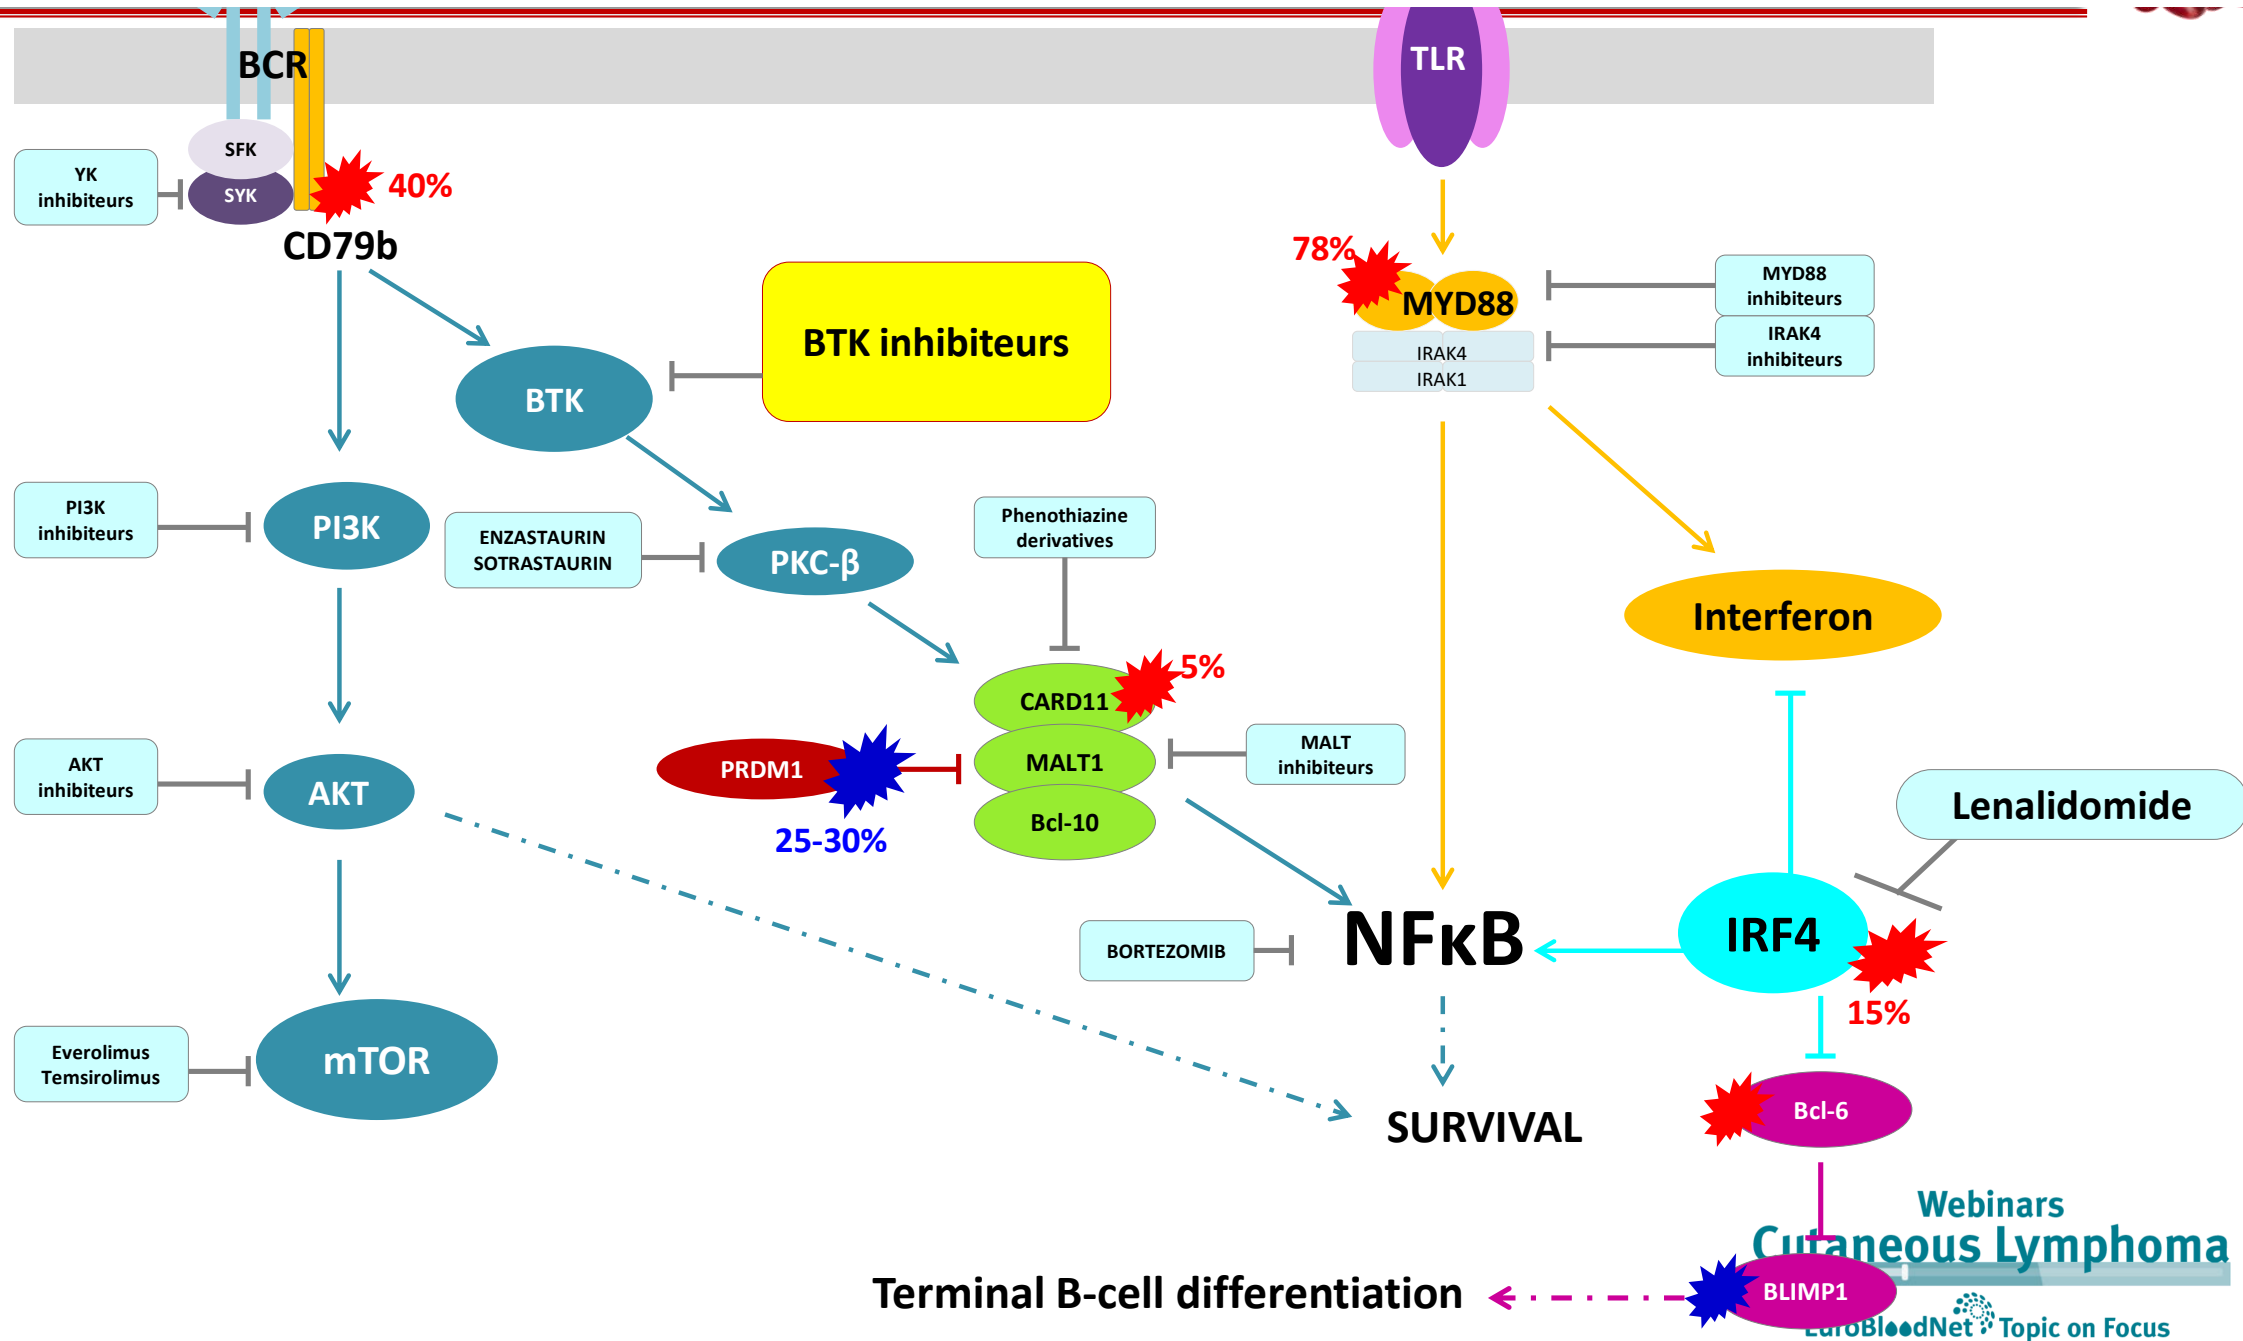 BCR
TLR
SFK
YK
inhibiteurs
SYK
40%
CD79b
78%
MYD88
MYD88
inhibiteurs
BTK inhibiteurs
IRAK4
inhibiteurs
IRAK4
IRAK1
BTK
PI3K
inhibiteurs
PI3K
ENZASTAURIN
SOTRASTAURIN
PKC-β
Phenothiazine
derivatives
Interferon
5%
CARD11
PRDM1
MALT1
MALT
inhibiteurs
AKT
inhibiteurs
AKT
25-30%
Bcl-10
Lenalidomide
BORTEZOMIB
NFκB
IRF4
15%
Everolimus
Temsirolimus
mTOR
SURVIVAL
Bcl-6
Webinars
Cutaneous Lymphoma
Terminal B-cell differentiation
BLIMP1
EuroBloodNet Topic on Focus